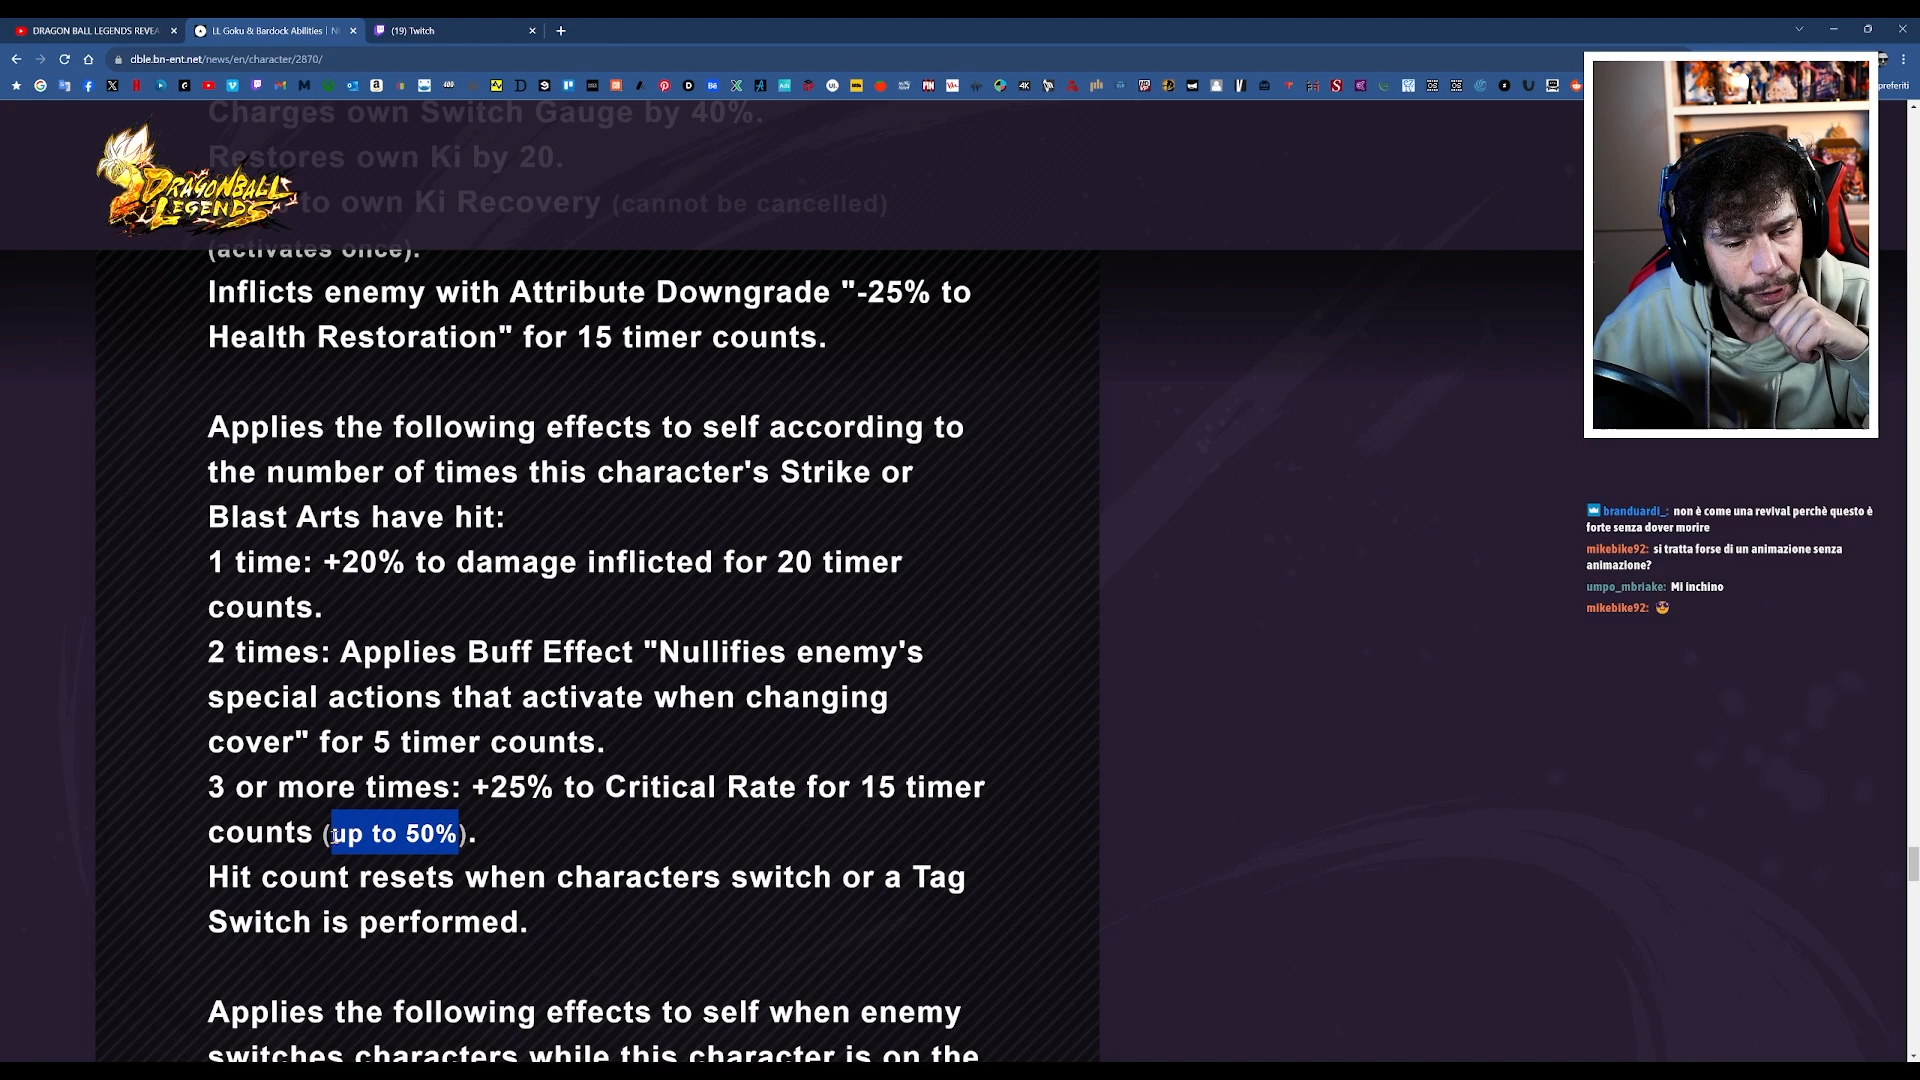 DRAGON BALL LEGENDS REVEA
LL Goku & Bardock Abilities | N
(19) Twitch
dble.bn-ent.net/news/en/character/2870/
preferiti
Charges own Switch Gauge by 40%.
Restores own Ki by 20.
to own Ki Recovery (cannot be cancelled)
(activates once).
DRAGONBALL
LEGENDS
Inflicts enemy with Attribute Downgrade "-25% to
Health Restoration" for 15 timer counts.
Applies the following effects to self according to
the number of times this character's Strike or
Blast Arts have hit:
1 time: +20% to damage inflicted for 20 timer
counts.
2 times: Applies Buff Effect "Nullifies enemy's
special actions that activate when changing
cover" for 5 timer counts.
3 or more times: +25% to Critical Rate for 15 timer
counts (up to 50%).
Hit count resets when characters switch or a Tag
Switch is performed.
Applies the following effects to self when enemy
switches characters while this character is on the
branduardi_: non è come una revival perchè questo è
forte senza dover morire
mikebike92: si tratta forse di un animazione senza
animazione?
umpo_mbriake: Mi inchino
mikebike92: